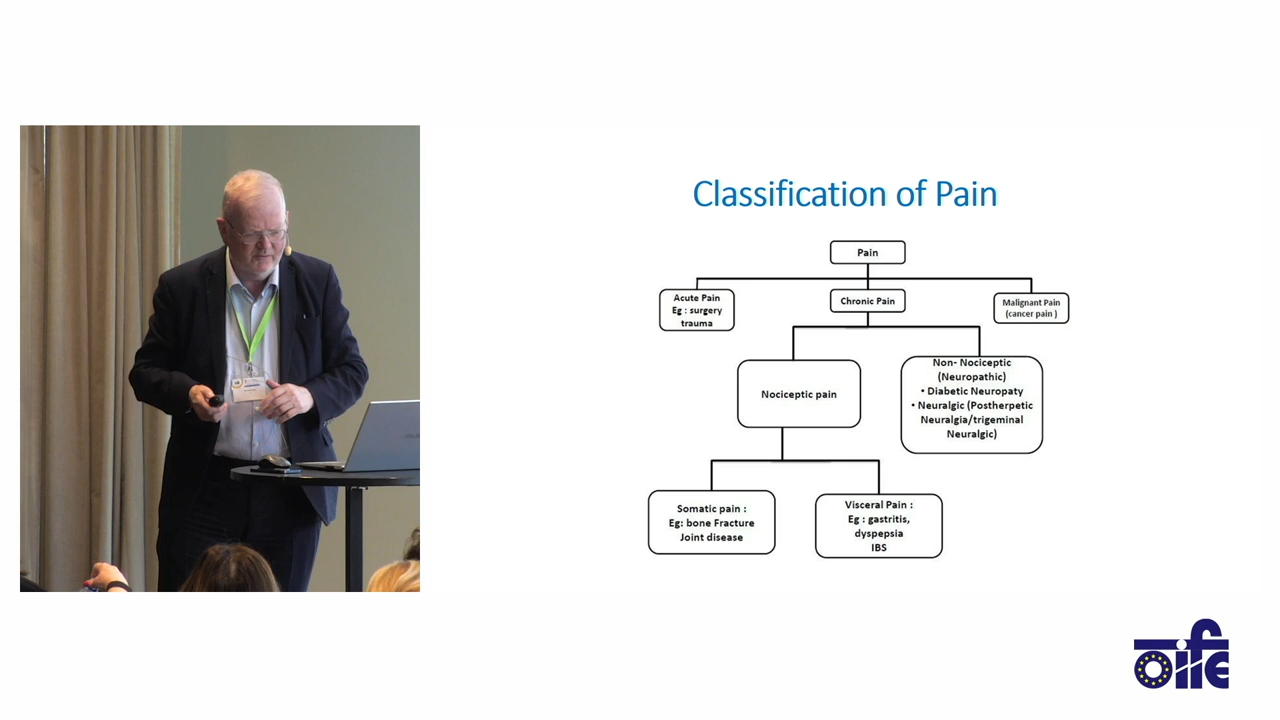 Classification of Pain
Pain
Acute Pain
Eg : surgery
trauma
Chronic Pain
Malignant Pain
(cancer pain )
Nociceptic pain
Non- Nociceptic
(Neuropathic)
• Diabetic Neuropaty
• Neuralgic (Postherpetic
Neuralgia/trigeminal
Neuralgic)
Somatic pain :
Eg: bone Fracture
Joint disease
Visceral Pain :
Eg : gastritis,
dyspepsia
IBS
oife